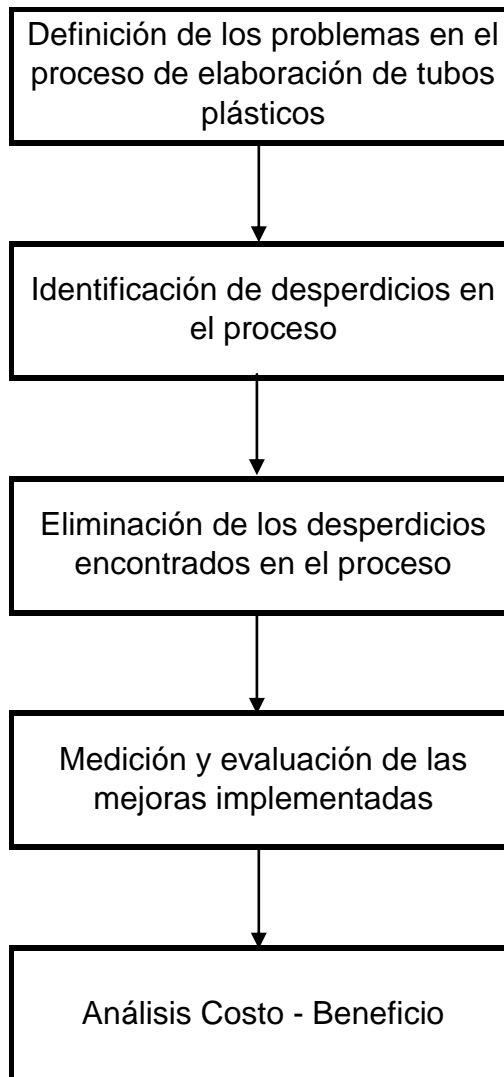 Definición de los problemas en el
proceso de elaboración de tubos
plásticos
Identificación de desperdicios en
el proceso
Eliminación de los desperdicios
encontrados en el proceso
Medición y evaluación de las
mejoras implementadas
Análisis Costo - Beneficio